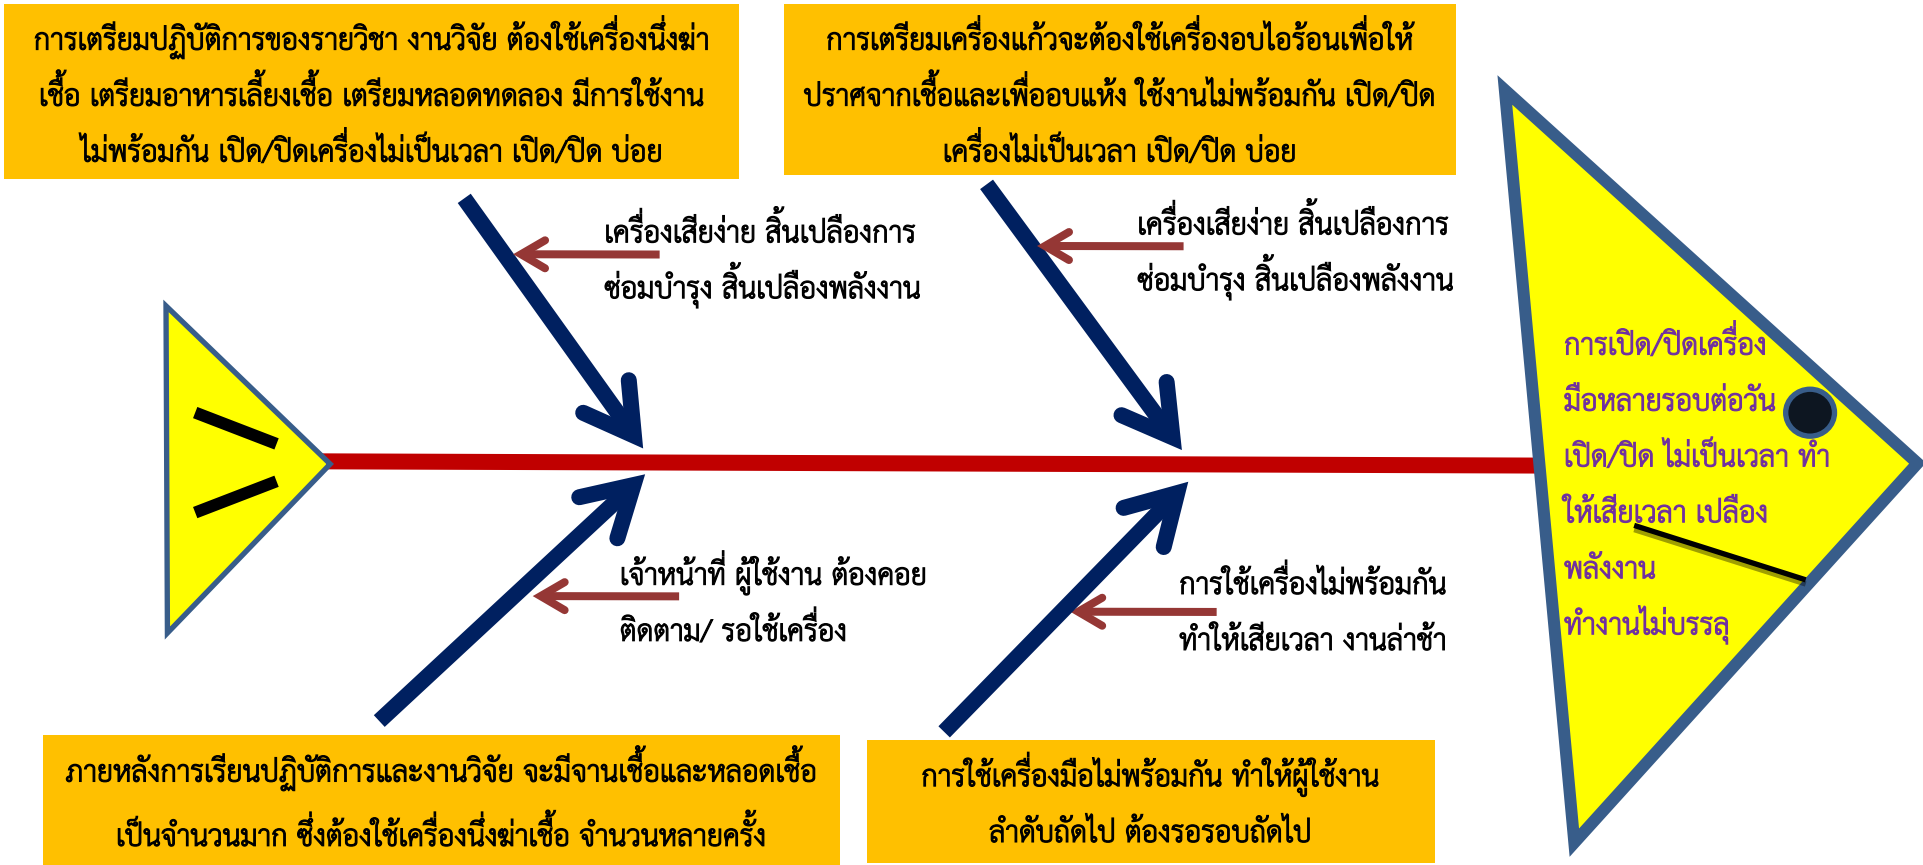 การเตรียมปฏิบัติการของรายวิชา งานวิจัย ต้องใช้เครื่องนึ่งฆ่า
เชื้อ เตรียมอาหารเลี้ยงเชื้อ เตรียมหลอดทดลอง มีการใช้งาน
ไม่พร้อมกัน เปิด/ปิดเครื่องไม่เป็นเวลา เปิด/ปิด บ่อย
การเตรียมเครื่องแก้วจะต้องใช้เครื่องอบไอร้อนเพื่อให้
ปราศจากเชื้อและเพื่ออบแห้ง ใช้งานไม่พร้อมกัน เปิด/ปิด
เครื่องไม่เป็นเวลา เปิด/ปิด บ่อย
เครื่องเสียง่าย สิ้นเปลืองการ
ซ่อมบำรุง สิ้นเปลืองพลังงาน
เครื่องเสียง่าย สิ้นเปลืองการ
ซ่อมบำรุง สิ้นเปลืองพลังงาน
การเปิด/ปิดเครื่อง
มือหลายรอบต่อวัน
เปิด/ปิด ไม่เป็นเวลา ทำ
ให้เสียเวลา เปลือง
พลังงาน
ทำงานไม่บรรลุ
เจ้าหน้าที่ ผู้ใช้งาน ต้องคอย
ติดตาม/ รอใช้เครื่อง
การใช้เครื่องไม่พร้อมกัน
ทำให้เสียเวลา งานล่าช้า
ภายหลังการเรียนปฏิบัติการและงานวิจัย จะมีจานเชื้อและหลอดเชื้อ
เป็นจำนวนมาก ซึ่งต้องใช้เครื่องนึ่งฆ่าเชื้อ จำนวนหลายครั้ง
การใช้เครื่องมือไม่พร้อมกัน ทำให้ผู้ใช้งาน
ลำดับถัดไป ต้องรอรอบถัดไป